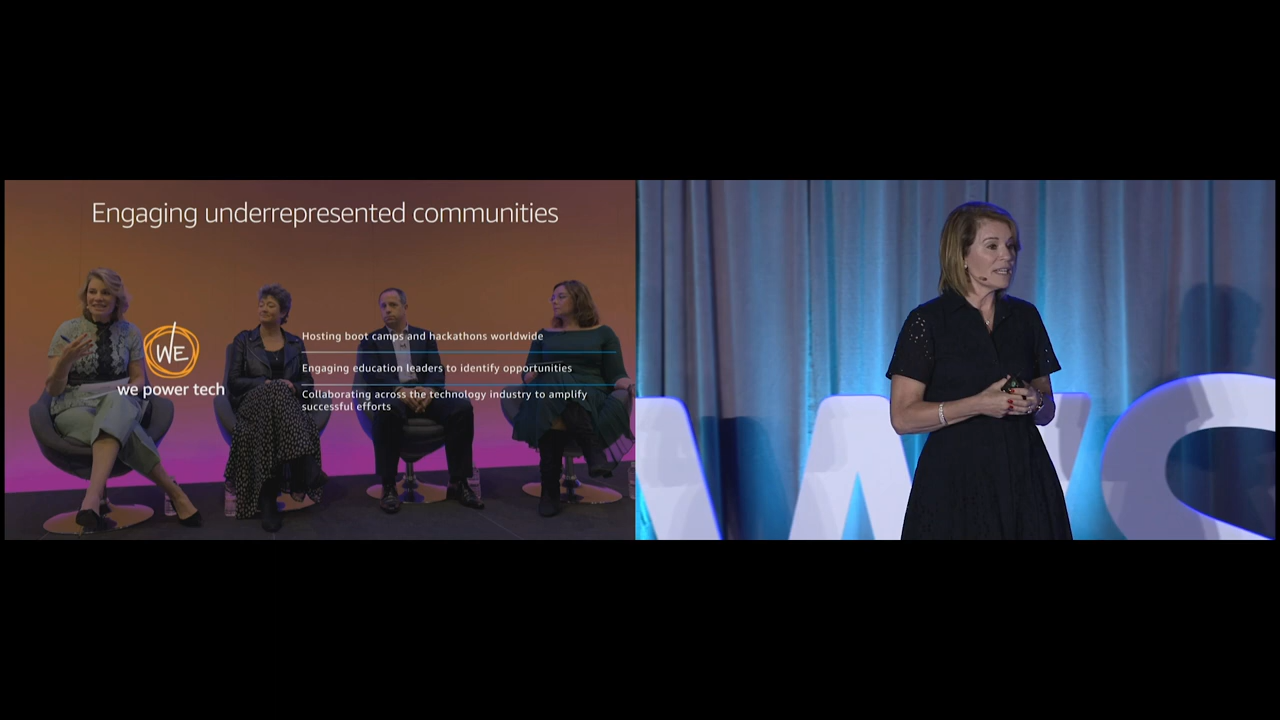 Engaging underrepresented communities
WE
we power tech
Hosting boot camps and hackathons worldwide
Engaging education leaders to identify opportunities
Collaborating across the technology industry to amplify
successful efforts
WS